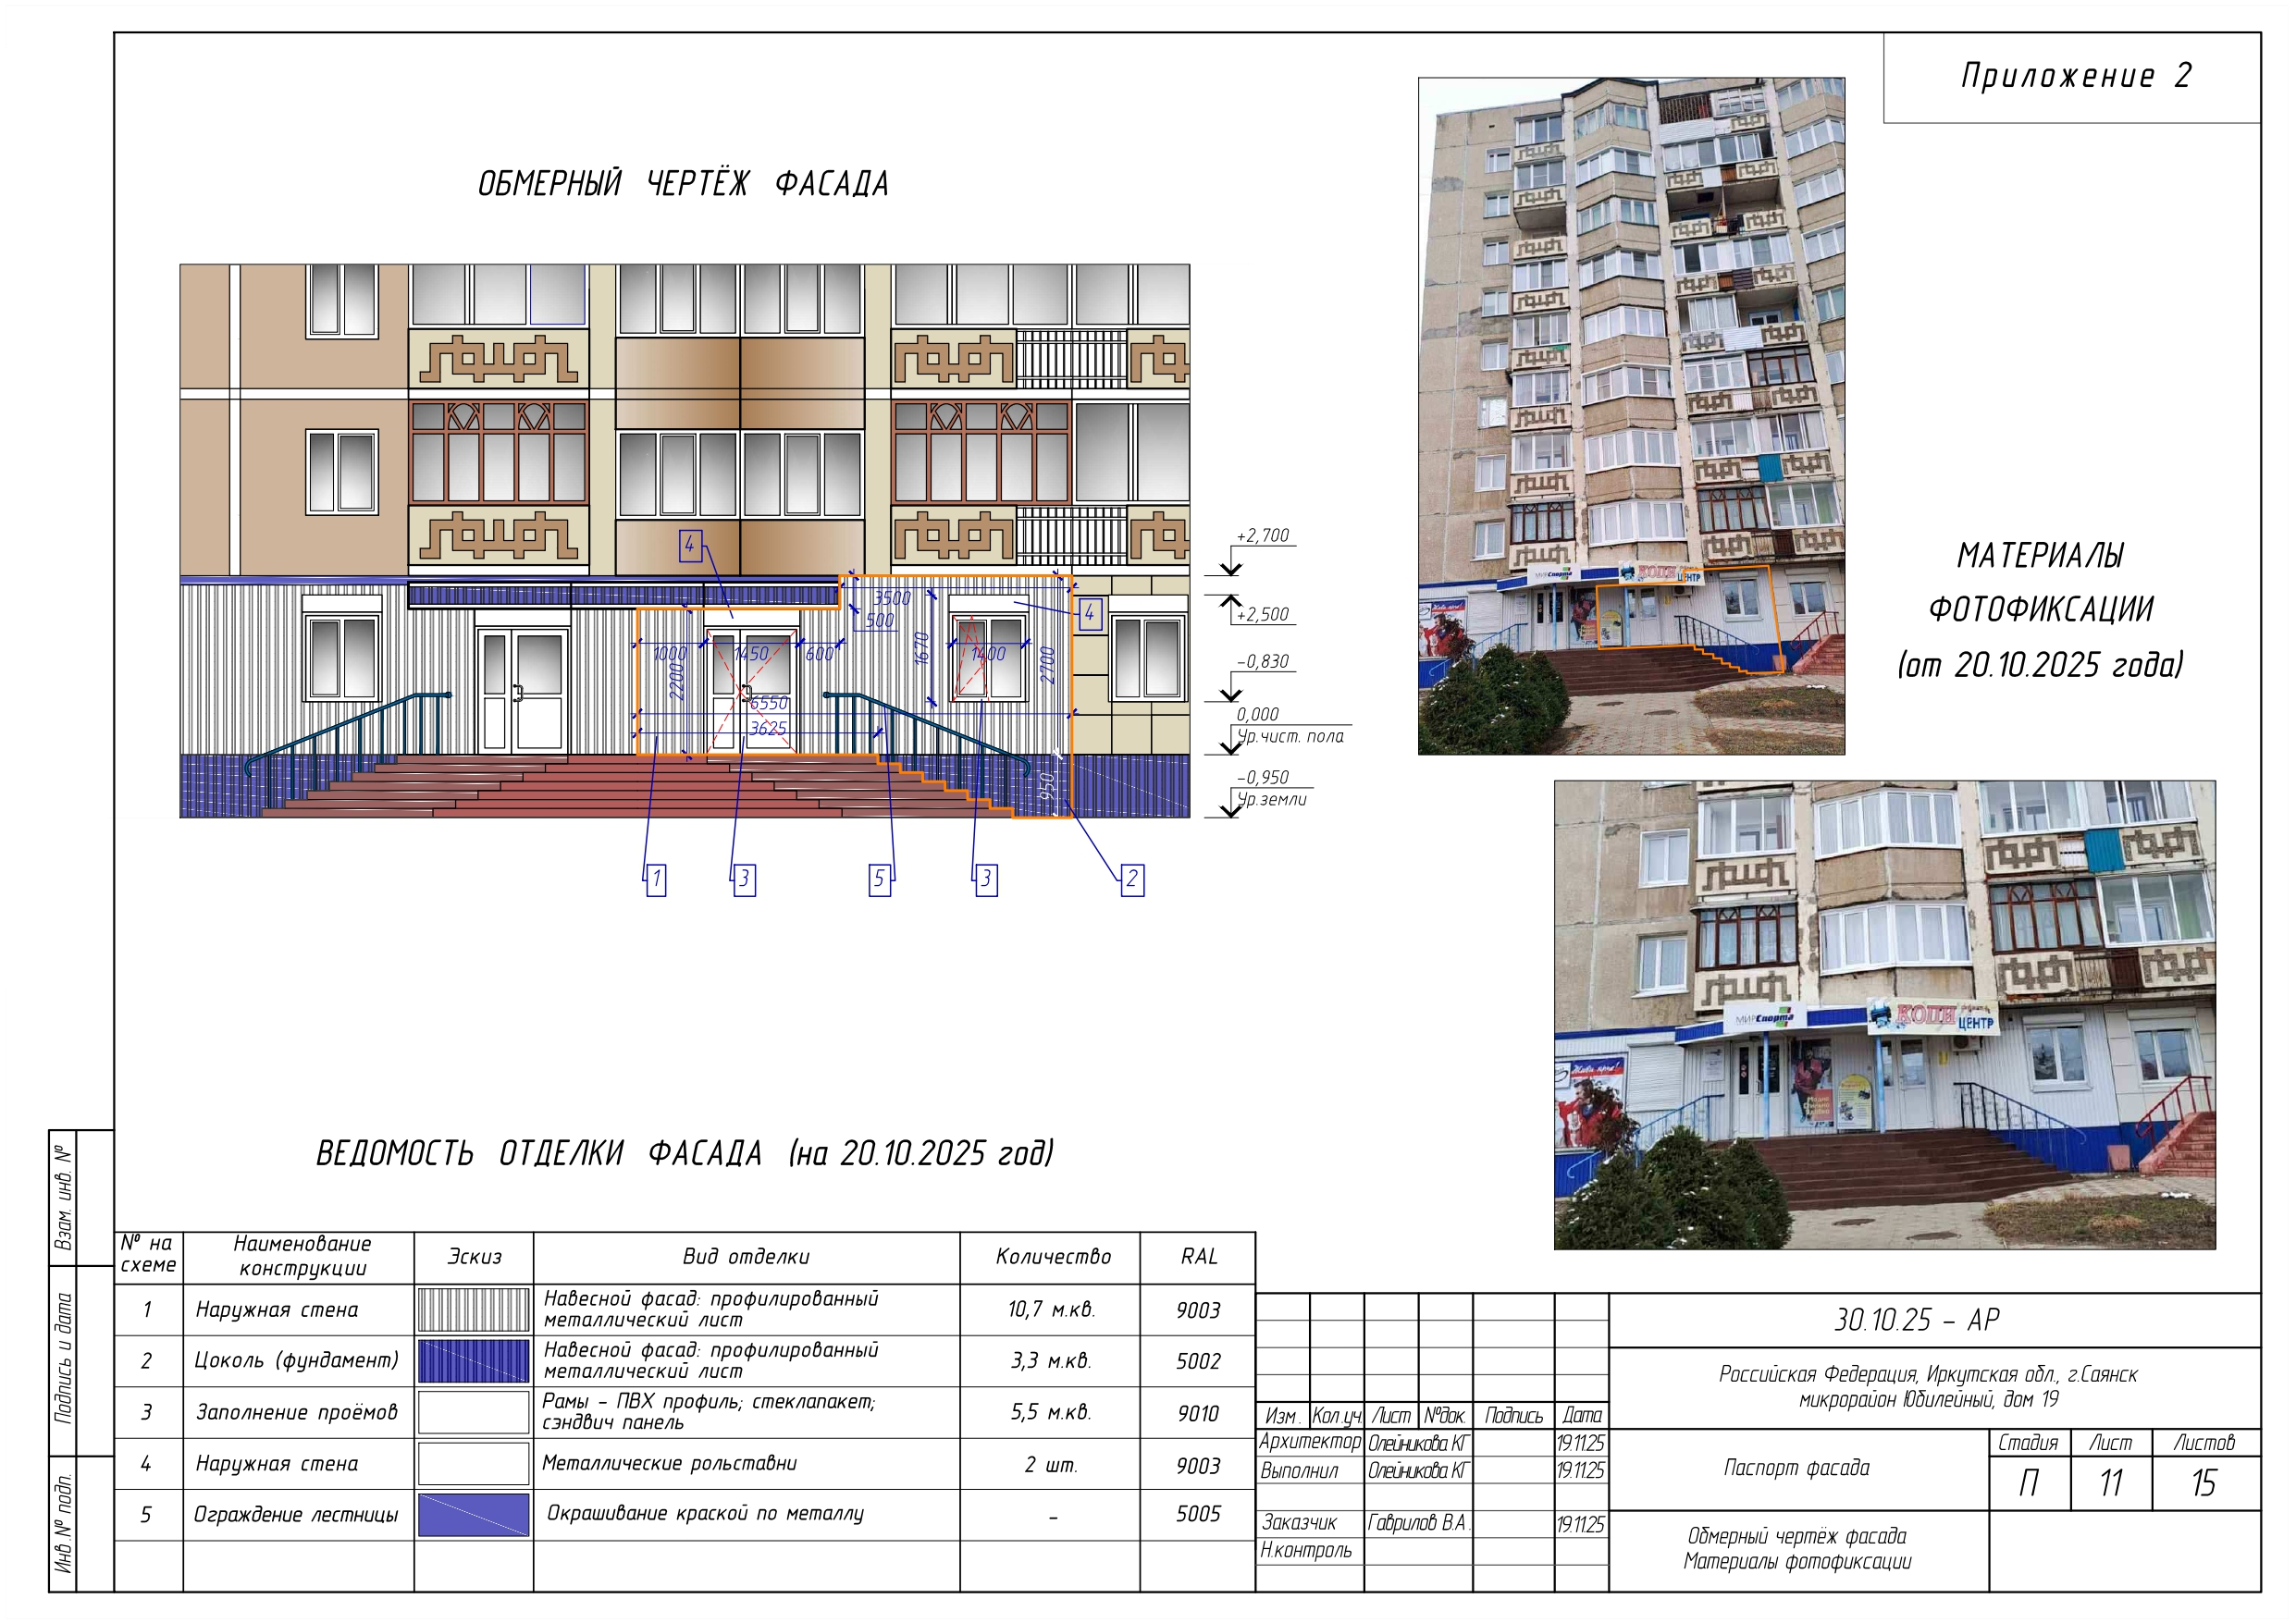 Приложение 2
ОБМЕРНЫЙ ЧЕРТЁЖ ФАСАДА
4
+2,700
3500
500
4
+2,500
1000
1450
600
1670
1400
2700
2200
-0,830
6550
3625
0,000
Ур.чист. пола
950
-0,950
Ур.земли
1
3
5
3
2
МАТЕРИАЛЫ
ФОТОФИКСАЦИИ
(от 20.10.2025 года)
МИРСпорта
КОПИ
ЦЕНТР
МИРСпорта
КОПИ
ЦЕНТР
ВЕДОМОСТЬ ОТДЕЛКИ ФАСАДА (на 20.10.2025 год)
№ на схеме
Наименование конструкции
Эскиз
Вид отделки
Количество
RAL
1
Наружная стена
Навесной фасад: профилированный
металлический лист
10,7 м.кв.
9003
2
Цоколь (фундамент)
Навесной фасад: профилированный
металлический лист
3,3 м.кв.
5002
3
Заполнение проёмов
Рамы - ПВХ профиль; стеклапакет;
сэндвич панель
5,5 м.кв.
9010
4
Наружная стена
Металлические рольставни
2 шт.
9003
5
Ограждение лестницы
Окрашивание краской по металлу
-
5005
Взам. инв. №
Подпись и дата
Инв № подл.
30.10.25 - АР
Российская Федерация, Иркутская обл., г.Саянск
микрорайон Юбилейный, дом 19
Изм. Кол.уч. Лист №док. Подпись Дата
Архитектор Олейникова КГ 19.11.25
Выполнил Олейникова КГ 19.11.25
Заказчик Гаврилов В.А. 19.11.25
Н.контроль
Паспорт фасада
Стадия Лист Листов
П 11 15
Обмерный чертёж фасада
Материалы фотофиксации